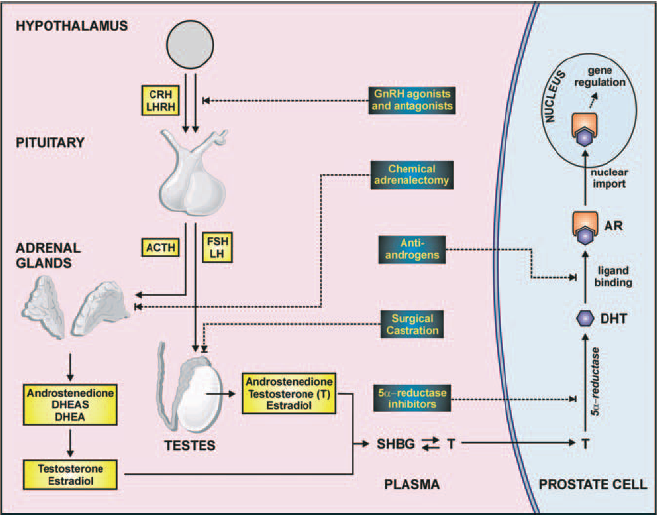 HYPOTHALAMUS
CRH
LHRH
GnRH agonists
and antagonists
PITUITARY
Chemical
adrenalectomy
ACTH
FSH
LH
ADRENAL
GLANDS
Anti-
androgens
Surgical
Castration
Androstenedione
DHEAS
DHEA
Testosterone
Estradiol
TESTES
Androstenedione
Testosterone (T)
Estradiol
5α-reductase
inhibitors
SHBG
T
PLASMA
NUCLEUS
gene
regulation
nuclear
import
AR
ligand
binding
DHT
5α-reductase
T
PROSTATE CELL